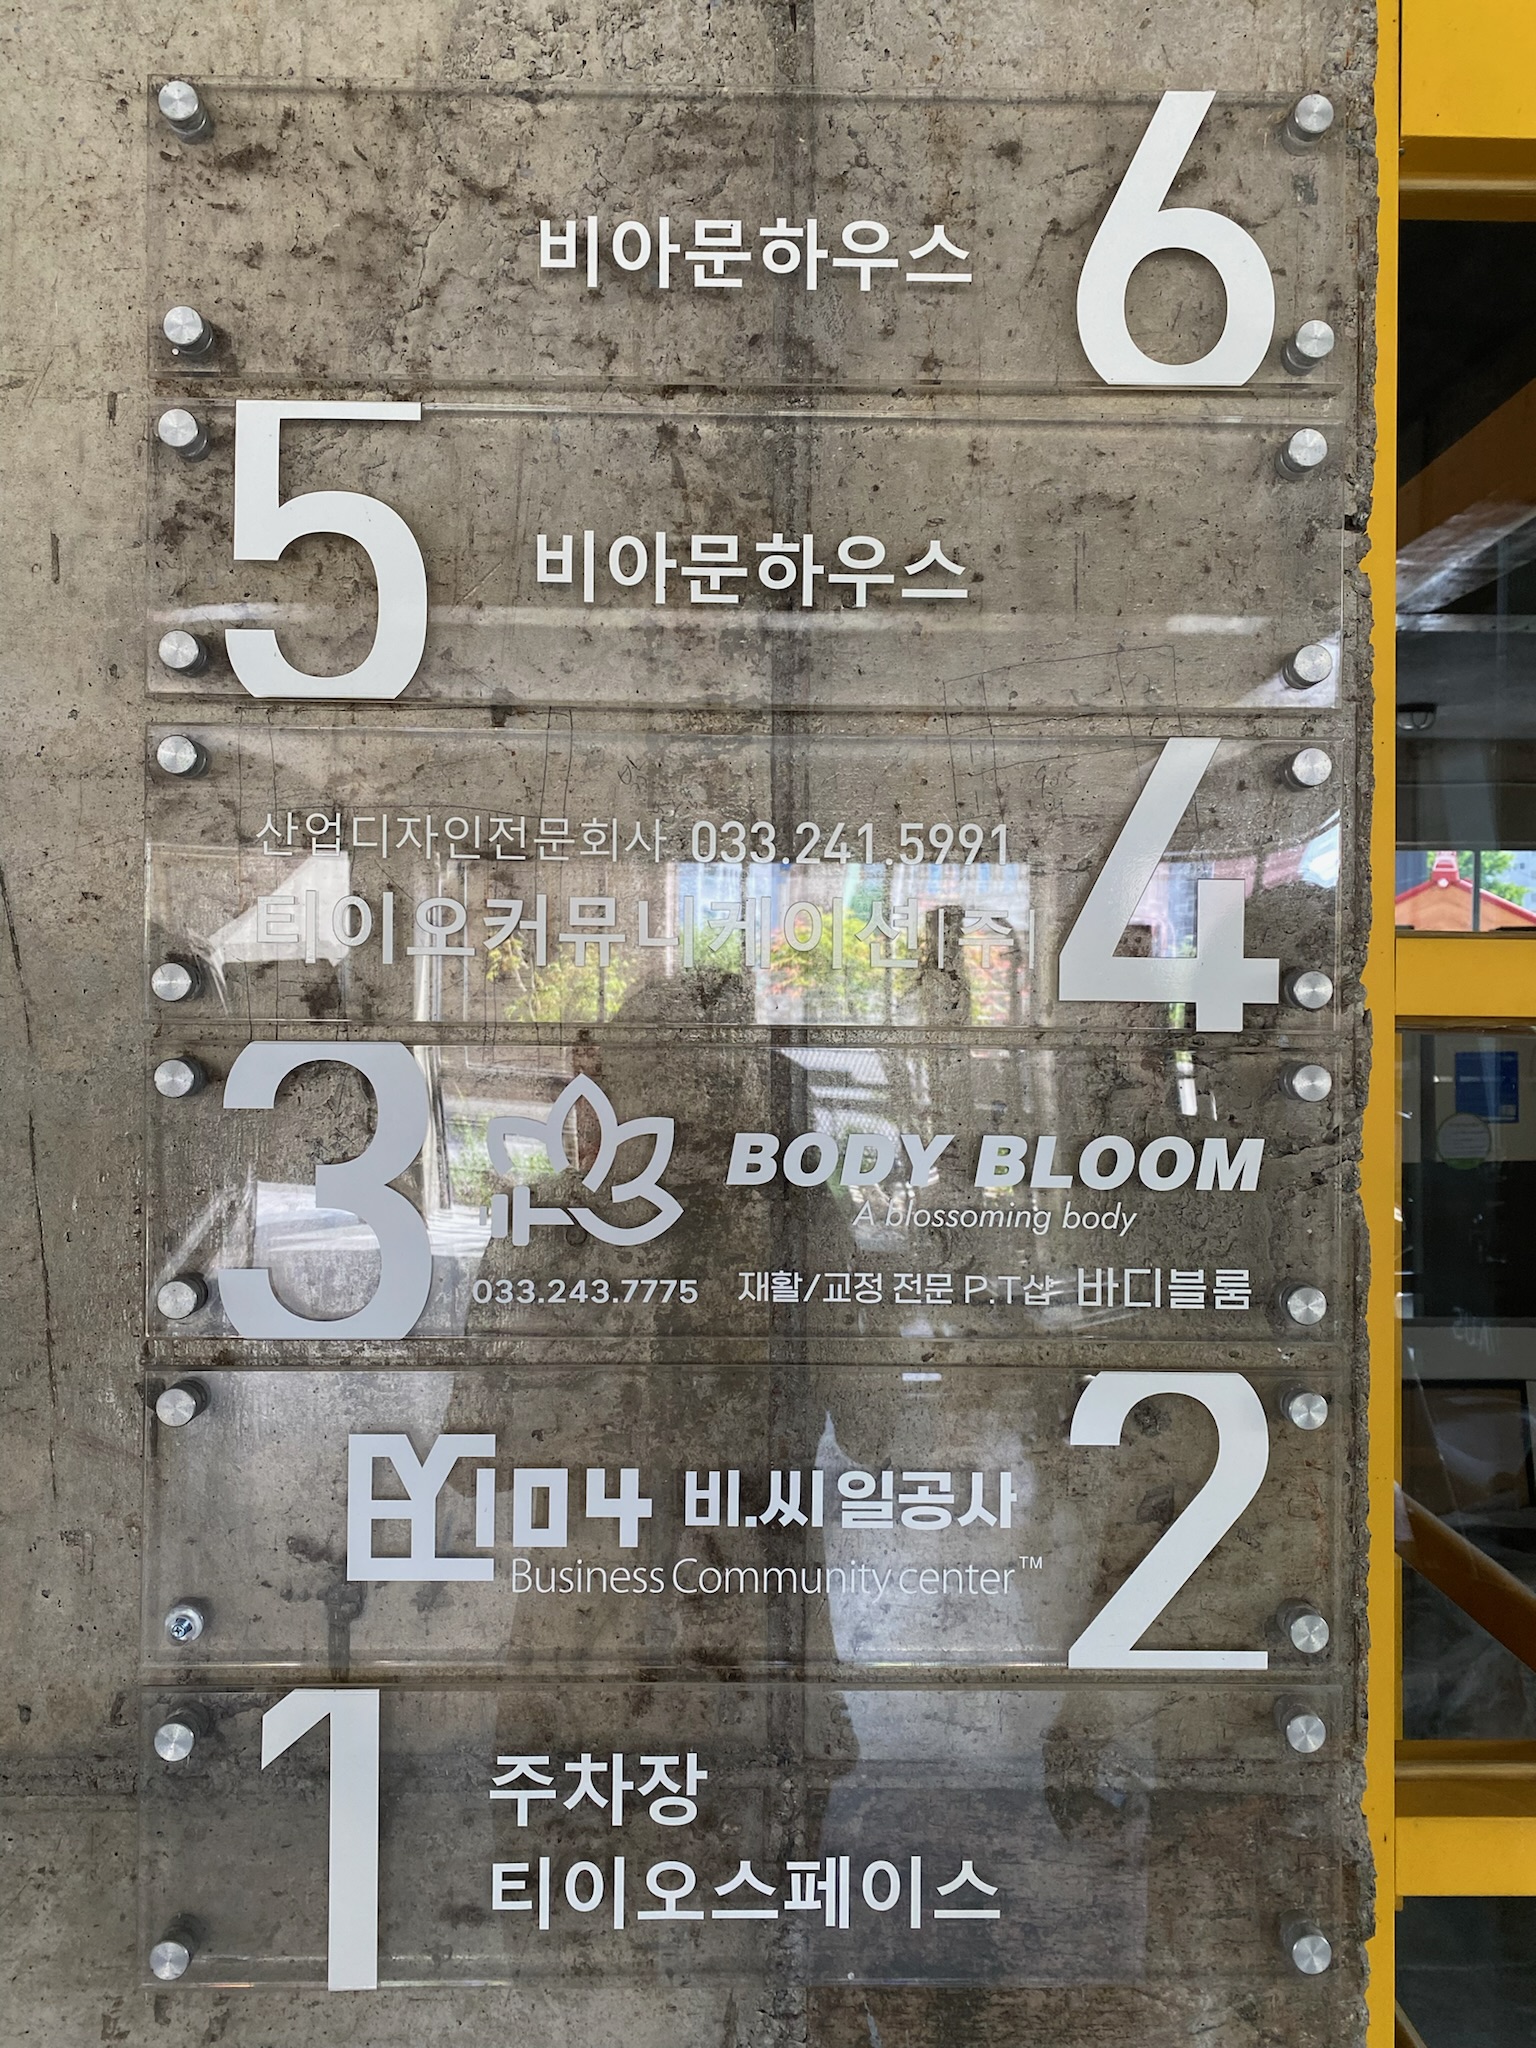 비아문하우스 6
5 비아문하우스
산업디자인전문회사 033.241.5991
티이오커뮤니케이션|주| 4
3 BODY BLOOM
A blossoming body
033.243.7775 재활/교정 전문 P.T샵 바디블룸
104 비.씨일공사 2
Business Community center™
1 주차장
티이오스페이스